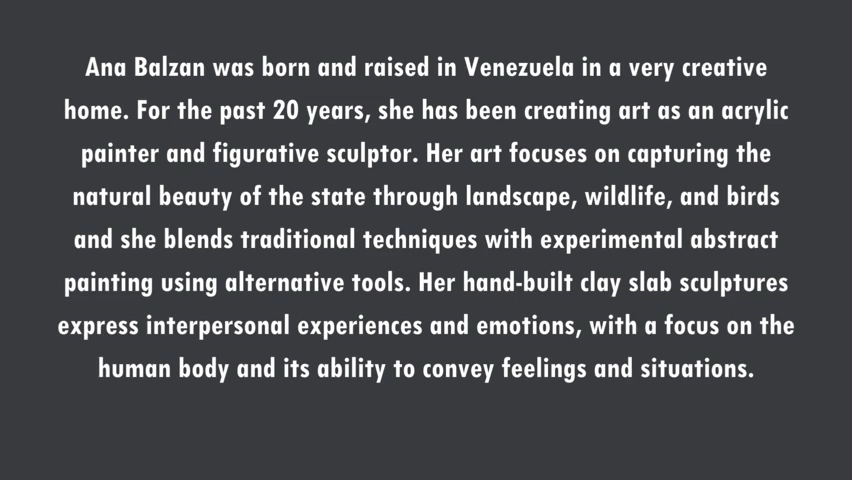 Ana Balzan was born and raised in Venezuela in a very creative
home. For the past 20 years, she has been creating art as an acrylic
painter and figurative sculptor. Her art focuses on capturing the
natural beauty of the state through landscape, wildlife, and birds
and she blends traditional techniques with experimental abstract
painting using alternative tools. Her hand-built clay slab sculptures
express interpersonal experiences and emotions, with a focus on the
human body and its ability to convey feelings and situations.